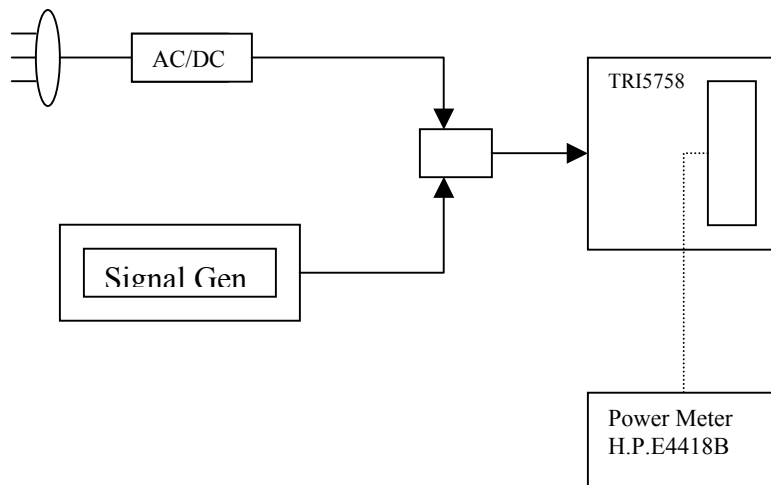 AC/DC
TRI5758
Signal Gen
Power Meter
H.P.E4418B